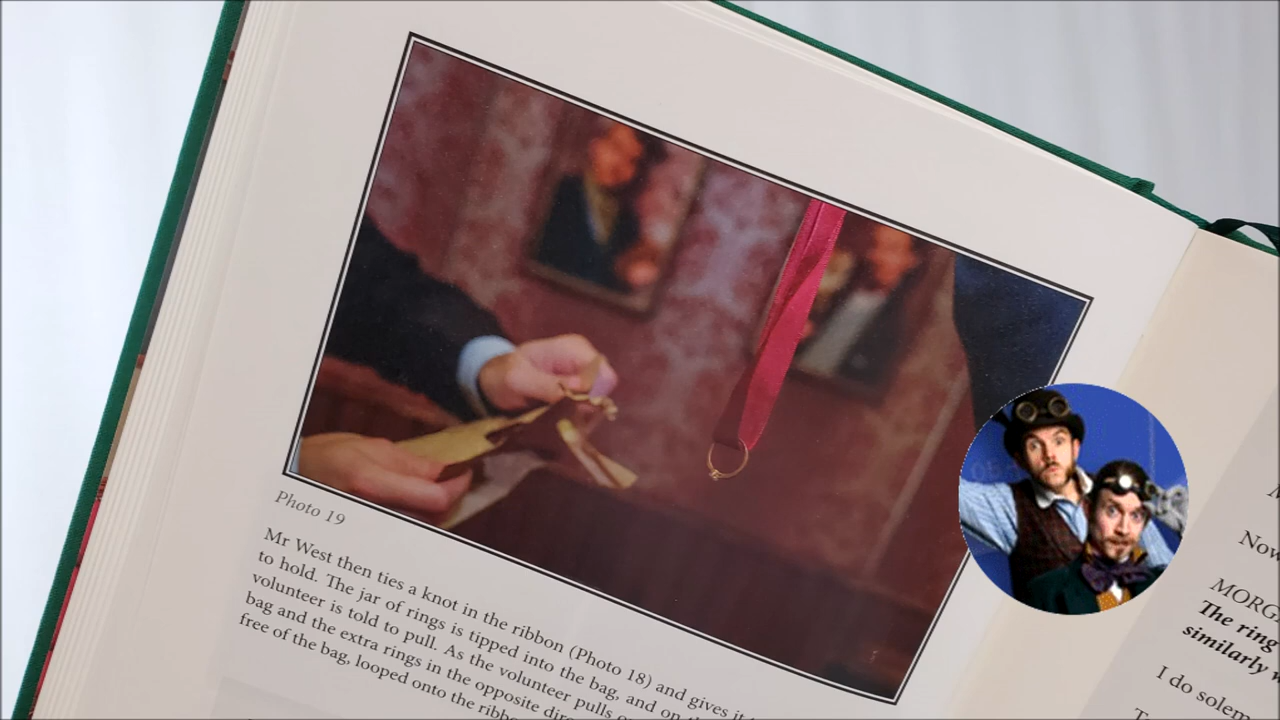 Photo 19
Mr West then ties a knot in the ribbon (Photo 18) and gives it
to hold. The jar of rings is tipped into the bag, and on
volunteer is told to pull. As the volunteer pulls
bag and the extra rings in the opposite
free of the bag, looped onto the
Now
MORG
The ring
similarly
I do solem